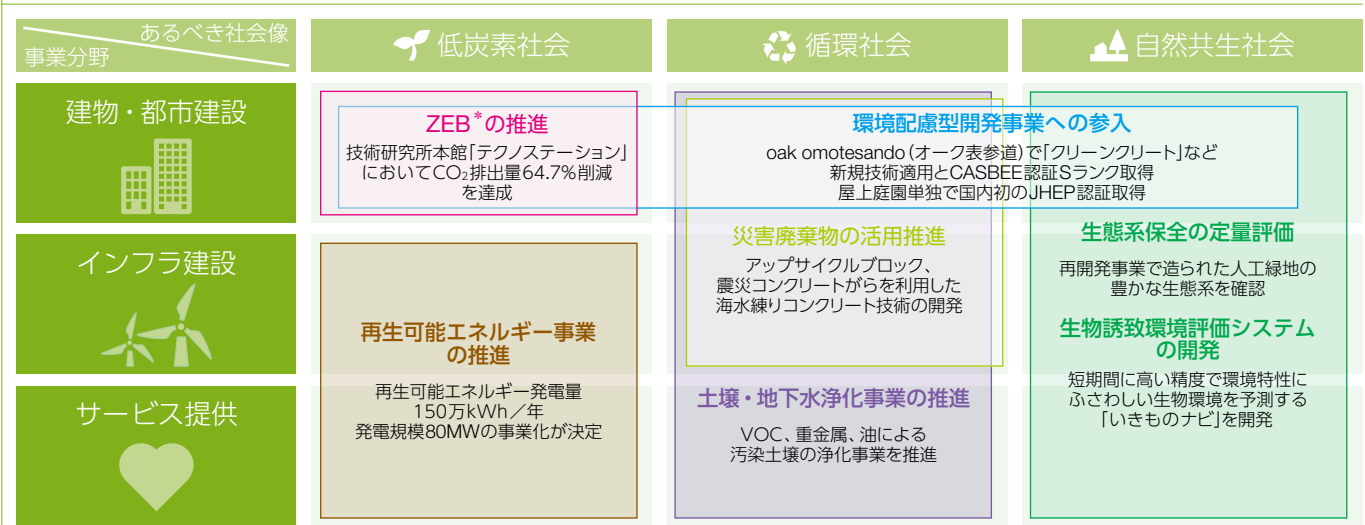 あるべき社会像
事業分野
低炭素社会
循環社会
自然共生社会
建物・都市建設
ZEB*の推進
技術研究所本館「テクノステーション」
においてCO₂排出量64.7%削減
を達成
環境配慮型開発事業への参入
oak omotesando(オーク表参道)で「クリーンクリート」など
新規技術適用とCASBEE認証Sランク取得
屋上庭園単独で国内初のJHEP認証取得
インフラ建設
災害廃棄物の活用推進
アップサイクルブロック、
震災コンクリートがらを利用した
海水練りコンクリート技術の開発
生態系保全の定量評価
再開発事業で造られた人工緑地の
豊かな生態系を確認
再生可能エネルギー事業
の推進
再生可能エネルギー発電量
150万kWh/年
発電規模80MWの事業化が決定
生物誘致環境評価システム
の開発
短期間に高い精度で環境特性に
ふさわしい生物環境を予測する
「いきものナビ」を開発
サービス提供
土壌・地下水浄化事業の推進
VOC、重金属、油による
汚染土壌の浄化事業を推進